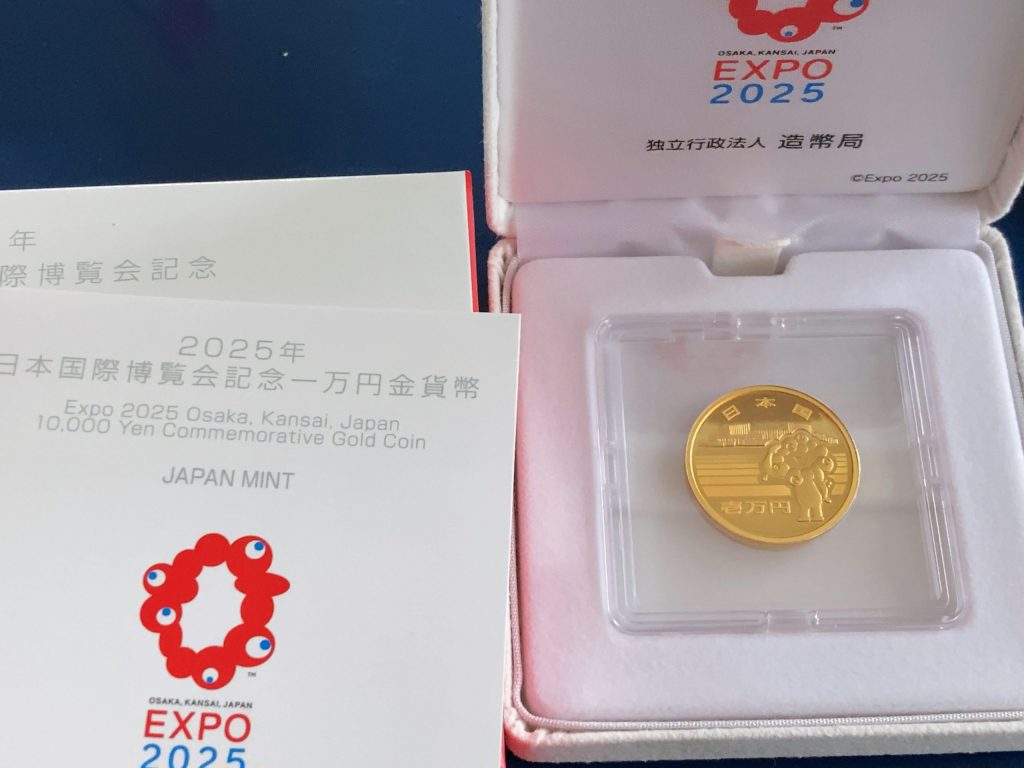 OSAKA, KANSAI, JAPAN
EXPO
2025
独立行政法人 造幣局
©Expo 2025
年
際博覧会記念
2025年
日本国際博覧会記念一万円金貨幣
Expo 2025 Osaka, Kansai, Japan
10,000 Yen Commemorative Gold Coin
JAPAN MINT
TM
OSAKA, KANSAI, JAPAN
EXPO
2025
日本国
壱万円